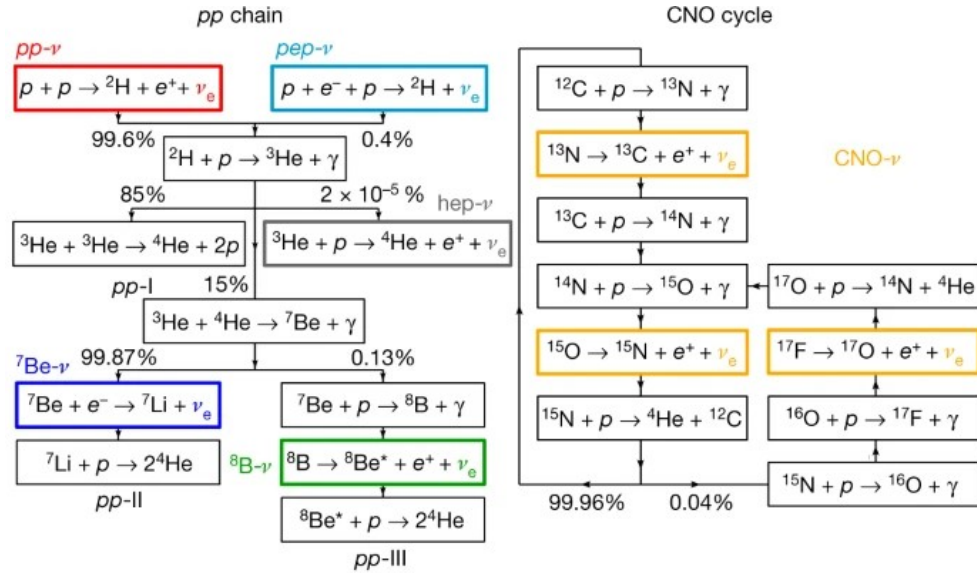 pp chain
CNO cycle
pp-ν
pep-ν
p + p → ²H + e⁺ + νₑ
p + e⁻ + p → ²H + νₑ
99.6%
0.4%
²H + p → ³He + γ
85%
2 × 10⁻⁵ %
hep-ν
³He + ³He → ⁴He + 2p
³He + p → ⁴He + e⁺ + νₑ
pp-I
15%
³He + ⁴He → ⁷Be + γ
99.87%
0.13%
⁷Be-ν
⁷Be + e⁻ → ⁷Li + νₑ
⁷Be + p → ⁸B + γ
⁷Li + p → 2⁴He
⁸B-ν
⁸B → ⁸Be* + e⁺ + νₑ
pp-II
⁸Be* + p → 2⁴He
pp-III
¹²C + p → ¹³N + γ
¹³N → ¹³C + e⁺ + νₑ
CNO-ν
¹³C + p → ¹⁴N + γ
¹⁴N + p → ¹⁵O + γ
¹⁷O + p → ¹⁴N + ⁴He
¹⁵O → ¹⁵N + e⁺ + νₑ
¹⁷F → ¹⁷O + e⁺ + νₑ
¹⁵N + p → ⁴He + ¹²C
¹⁶O + p → ¹⁷F + γ
99.96%
0.04%
¹⁵N + p → ¹⁶O + γ